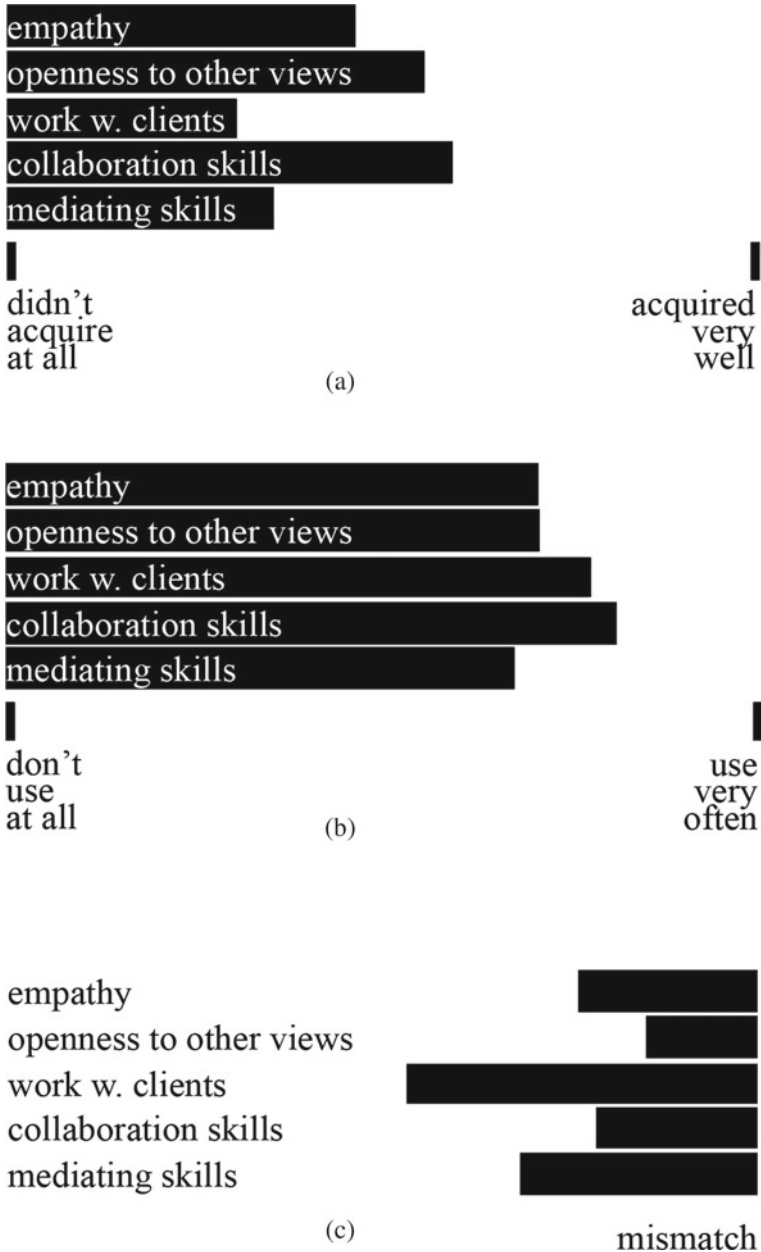 empathy
openness to other views
work w. clients
collaboration skills
mediating skills
didn't
acquire
at all
acquired
very
well
(a)
empathy
openness to other views
work w. clients
collaboration skills
mediating skills
don't
use
at all
use
very
often
(b)
empathy
openness to other views
work w. clients
collaboration skills
mediating skills
(c)
mismatch